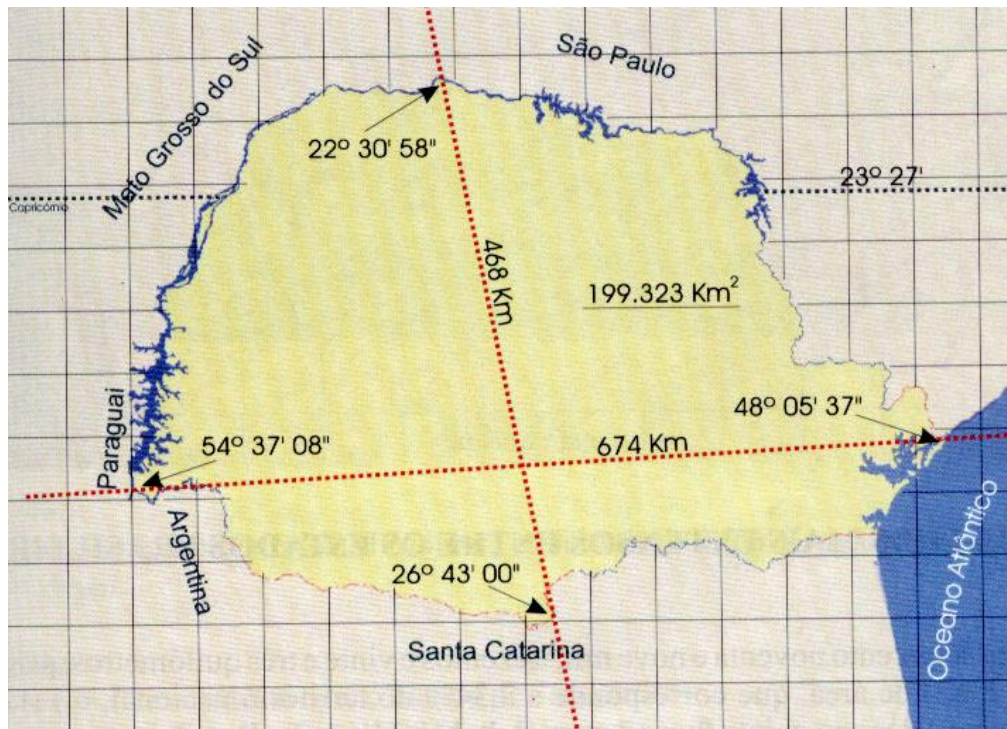 São Paulo
Mato Grosso do Sul
22º 30' 58"
23º 27'
Capricórnio
468 Km
199.323 Km²
Paraguai
48º 05' 37"
54º 37' 08"
674 Km
Argentina
Oceano Atlântico
26º 43' 00"
Santa Catarina